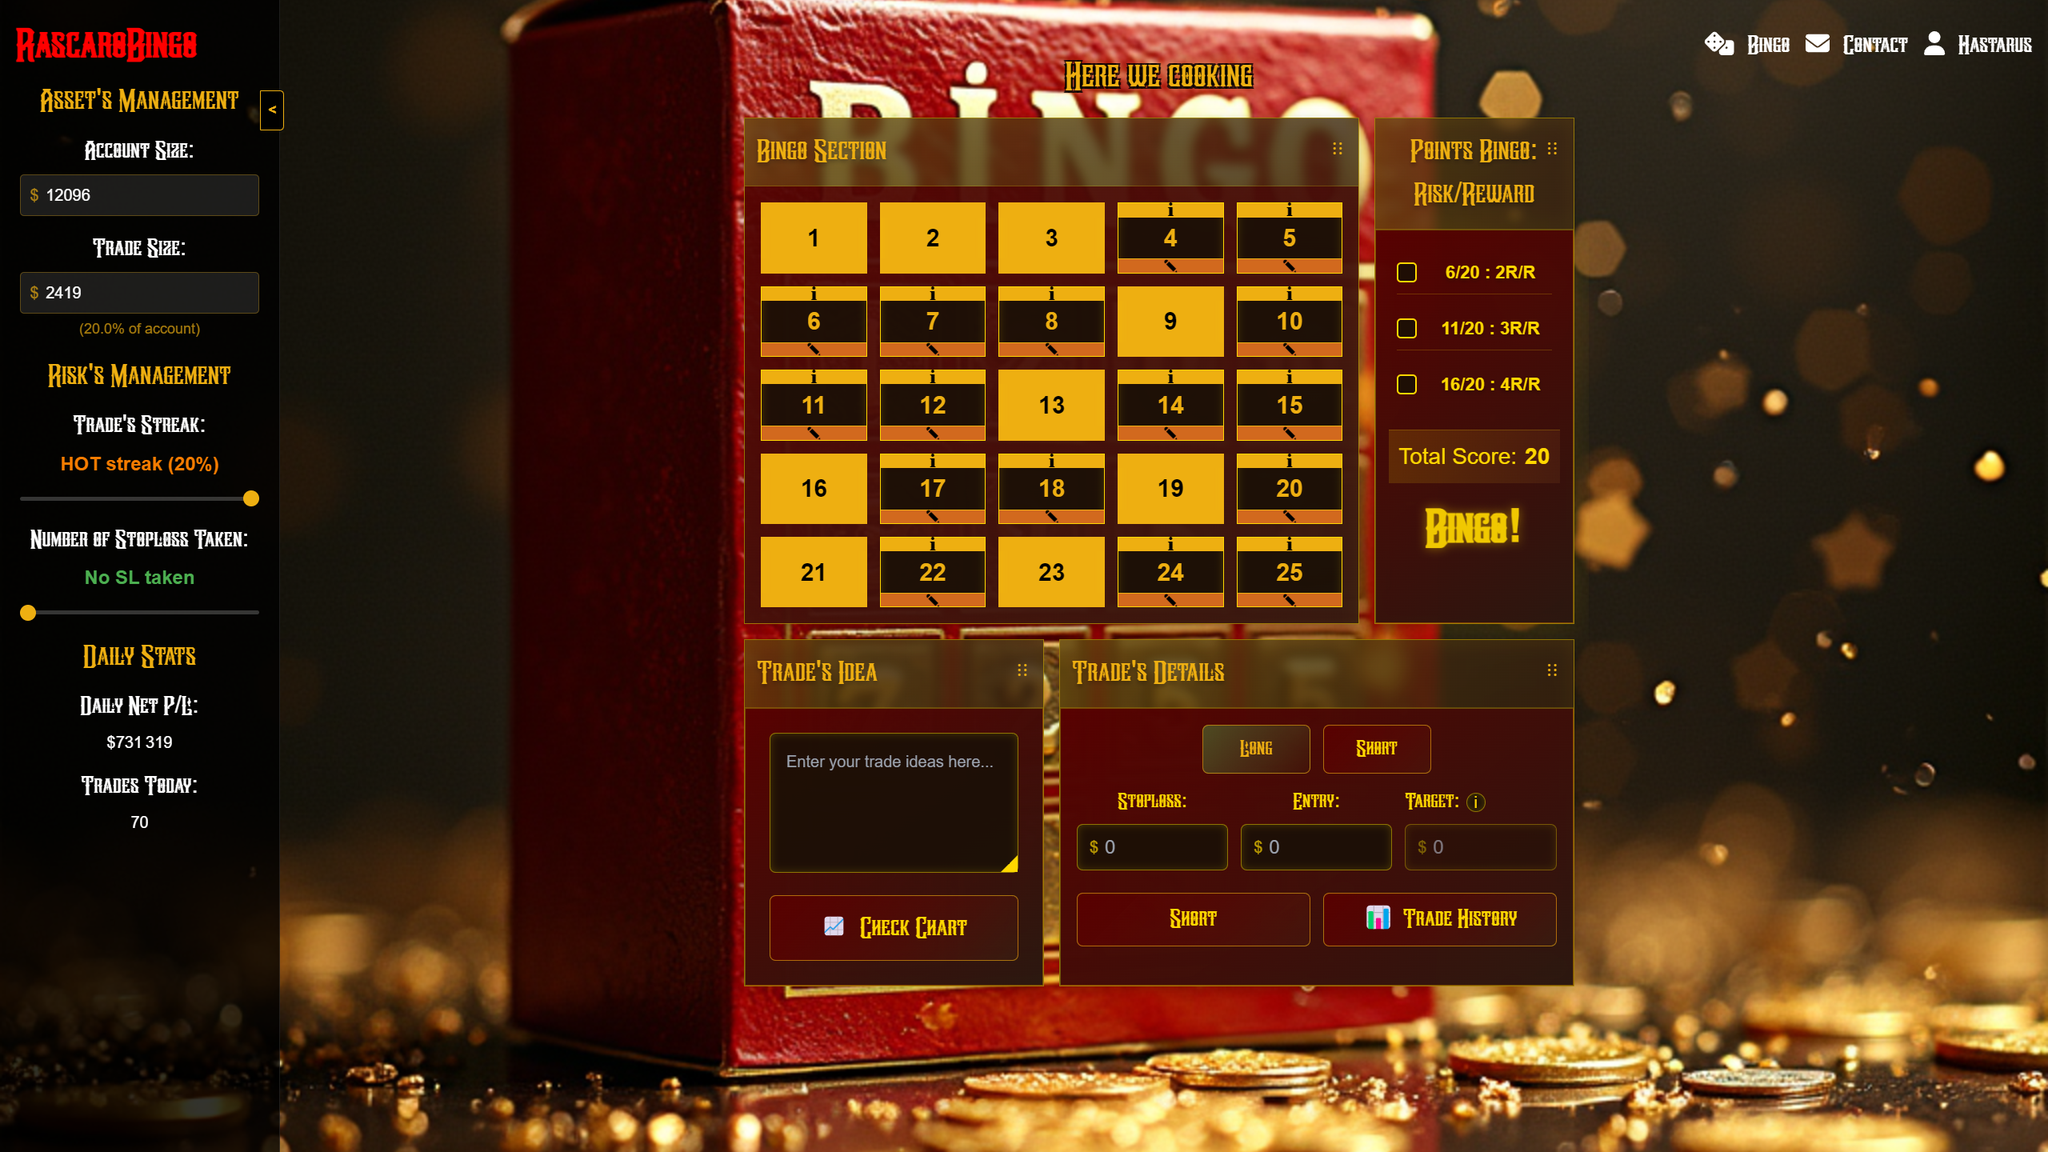 RascaroBingo
Bingo
Contact
Hastarus
Asset's Management
<
Account Size:
$ 12096
Trade Size:
$ 2419
(20.0% of account)
Risk's Management
Trade's Streak:
HOT streak (20%)
Number of Stoploss Taken:
No SL taken
Daily Stats
Daily Net P/L:
$731 319
Trades Today:
70
BINGO
Here we cooking
Bingo Section
1 2 3 4 5
6 7 8 9 10
11 12 13 14 15
16 17 18 19 20
21 22 23 24 25
Points Bingo:
Risk/Reward
6/20 : 2R/R
11/20 : 3R/R
16/20 : 4R/R
Total Score: 20
Bingo!
Trade's Idea
Enter your trade ideas here...
Check Chart
Trade's Details
Long Short
Stoploss: Entry: Target: i
$ 0 $ 0 $ 0
Short Trade History